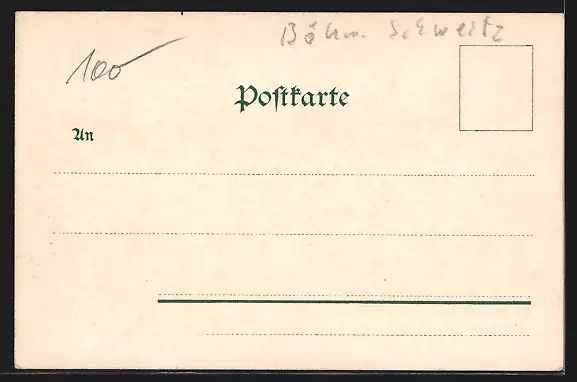 Böhm. Schweitz
100
Postkarte
An